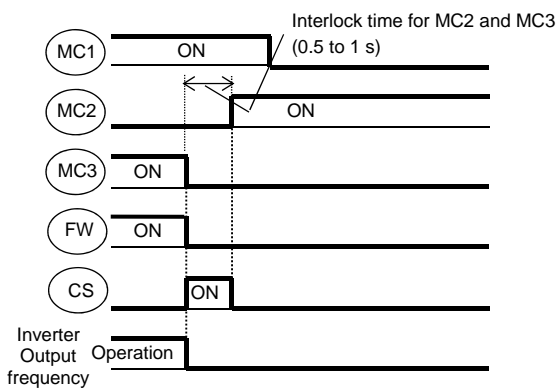 Interlock time for MC2 and MC3
(0.5 to 1 s)
MC1
ON
MC2
ON
MC3
ON
FW
ON
CS
ON
Inverter
Output
frequency
Operation